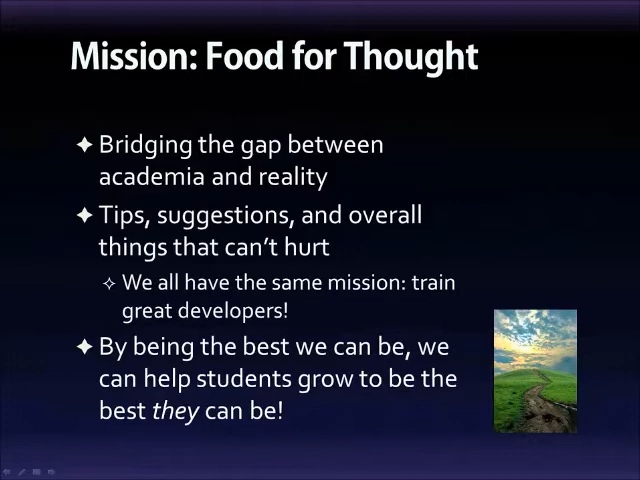 Mission: Food for Thought
Bridging the gap between
academia and reality
Tips, suggestions, and overall
things that can't hurt
We all have the same mission: train
great developers!
By being the best we can be, we
can help students grow to be the
best they can be!